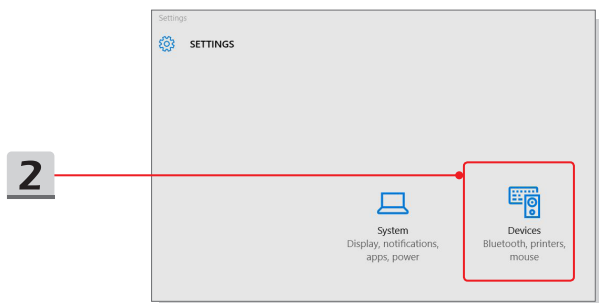 Settings
SETTINGS
2
System
Display, notifications,
apps, power
Devices
Bluetooth, printers,
mouse